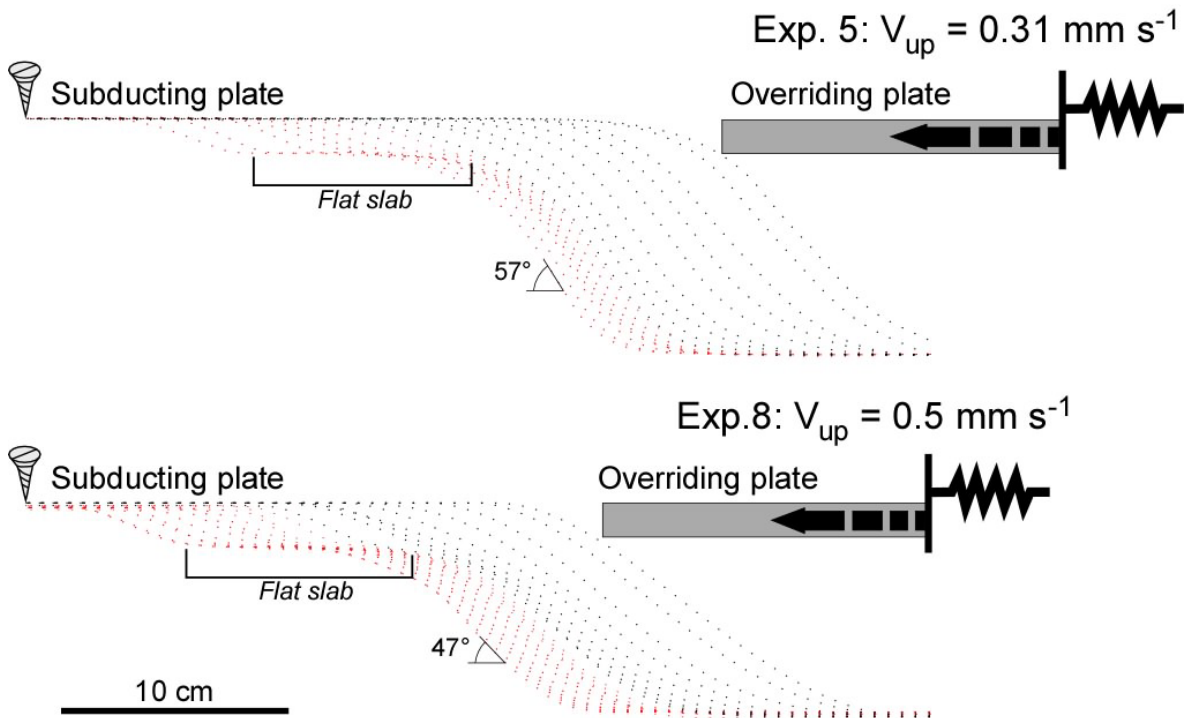 Exp. 5: Vup = 0.31 mm s-1
Subducting plate
Overriding plate
Flat slab
57°
Exp.8: Vup = 0.5 mm s-1
Subducting plate
Overriding plate
Flat slab
47°
10 cm